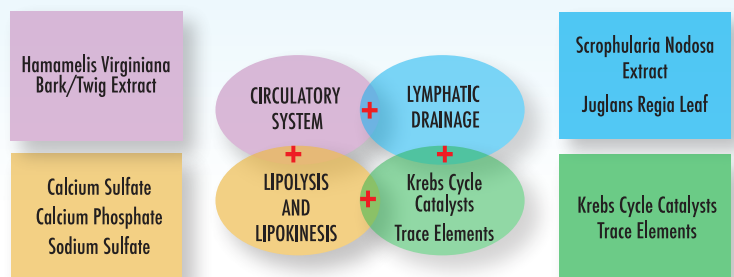 Hamamelis Virginiana
Bark/Twig Extract
CIRCULATORY
SYSTEM
+
LYMPHATIC
DRAINAGE
Scrophularia Nodosa
Extract
Juglans Regia Leaf
+
+
Calcium Sulfate
Calcium Phosphate
Sodium Sulfate
LIPOLYSIS
AND
LIPOKINESIS
+
Krebs Cycle
Catalysts
Trace Elements
Krebs Cycle Catalysts
Trace Elements